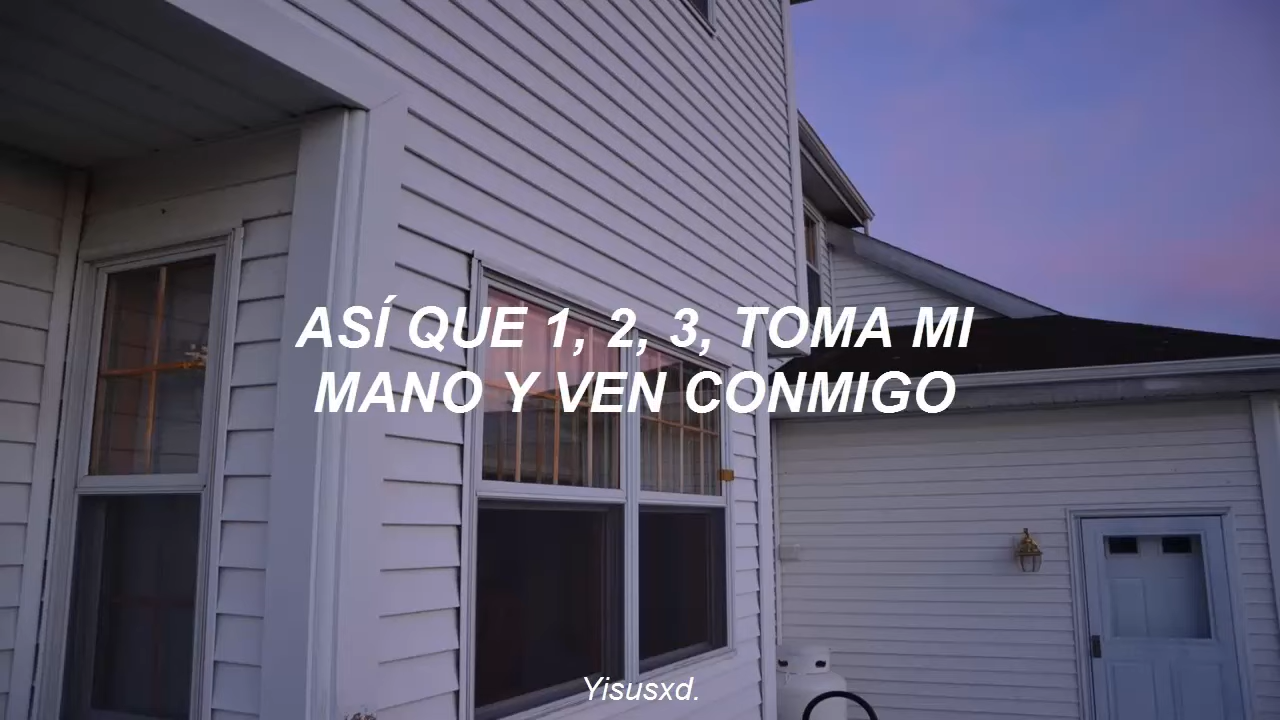 ASÍ QUE 1, 2, 3, TOMA MI
MANO Y VEN CONMIGO
Yisusxd.